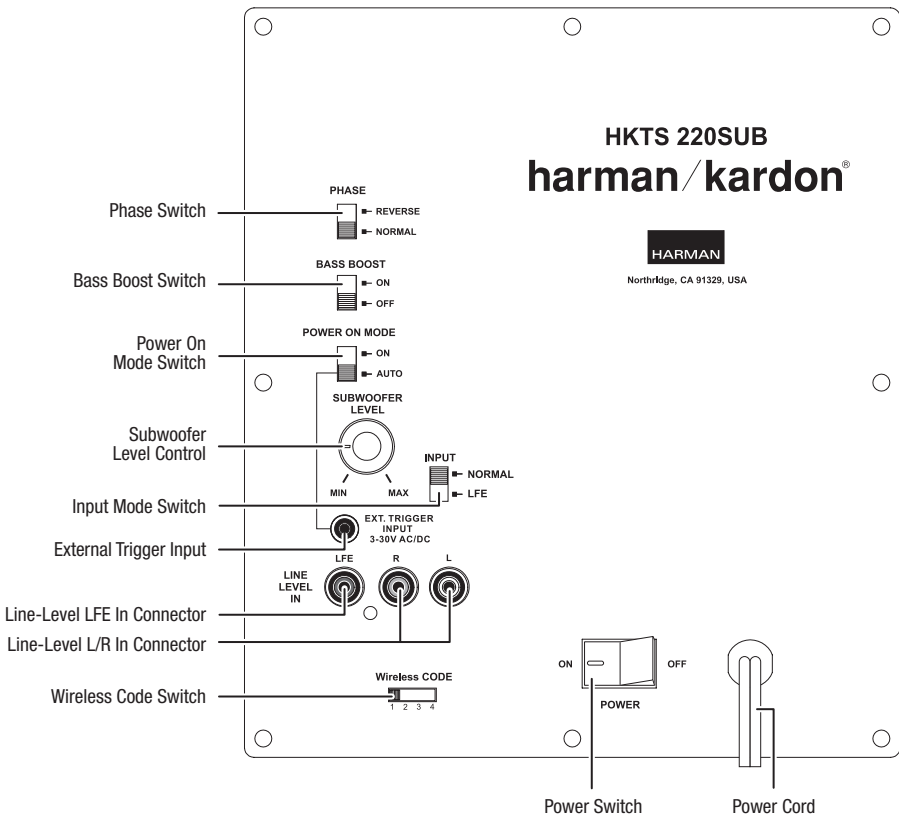 HKTS 220SUB
harman/kardon®
HARMAN
Northridge, CA 91329, USA
PHASE
Phase Switch
REVERSE
NORMAL
BASS BOOST
Bass Boost Switch
ON
OFF
POWER ON MODE
Power On
Mode Switch
ON
AUTO
SUBWOOFER
LEVEL
Subwoofer
Level Control
MIN
MAX
INPUT
NORMAL
LFE
Input Mode Switch
EXT. TRIGGER
INPUT
3-30V AC/DC
External Trigger Input
LFE
R
L
LINE
LEVEL
IN
Line-Level LFE In Connector
Line-Level L/R In Connector
Wireless CODE
Wireless Code Switch
1 2 3 4
ON
OFF
POWER
Power Switch
Power Cord